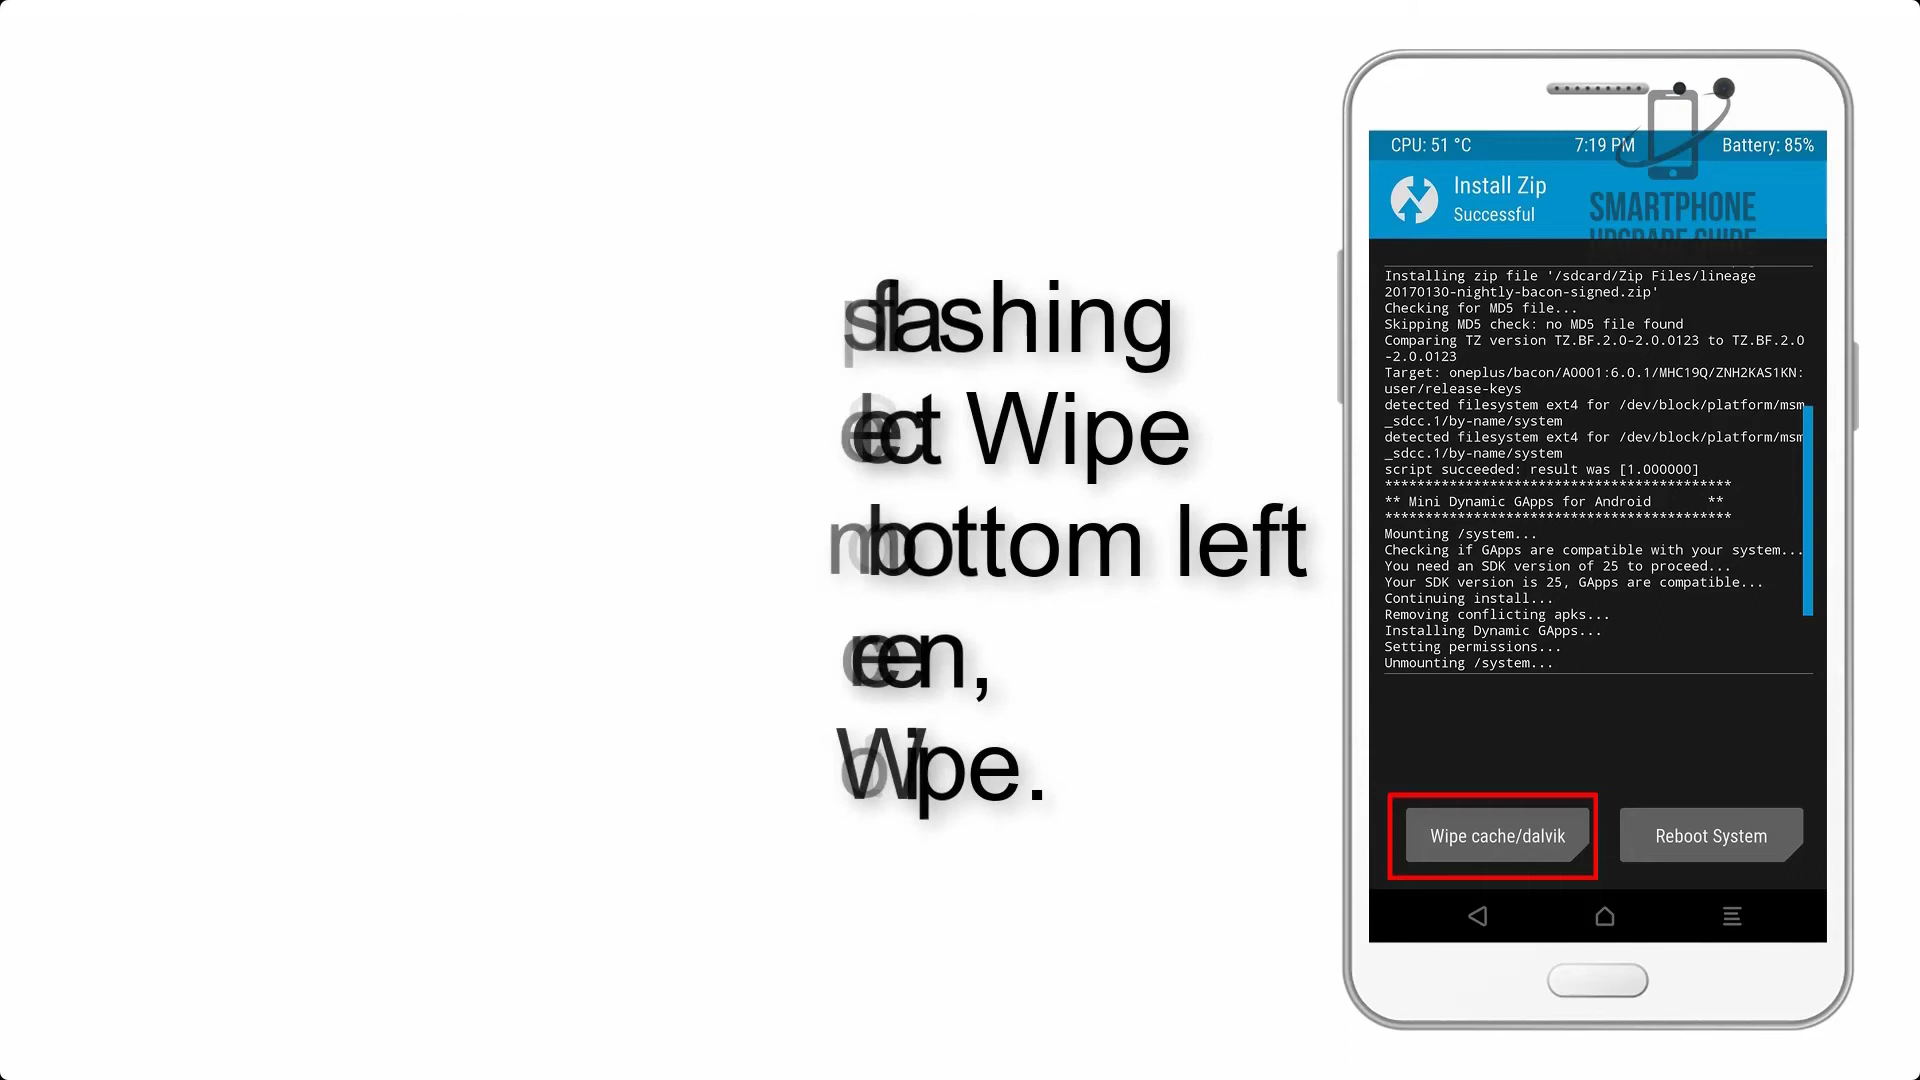 flashing
Wipe
bottom left
Wipe.
CPU: 51 °C 7:19 PM Battery: 85%
Install Zip
Successful
SMARTPHONE
UPGRADE GUIDE
Installing zip file '/sdcard/Zip Files/lineage
20170130-nightly-bacon-signed.zip'
Checking for MD5 file...
Skipping MD5 check: no MD5 file found
Comparing TZ version TZ.BF.2.0-2.0.0123 to TZ.BF.2.0
-2.0.0123
Target: oneplus/bacon/A0001:6.0.1/MHC19Q/ZNH2KAS1KN:
user/release-keys
detected filesystem ext4 for /dev/block/platform/msm
_sdcc.1/by-name/system
detected filesystem ext4 for /dev/block/platform/msm
_sdcc.1/by-name/system
script succeeded: result was [1.000000]
*******************************************
** Mini Dynamic GApps for Android **
*******************************************
Mounting /system...
Checking if GApps are compatible with your system...
You need an SDK version of 25 to proceed...
Your SDK version is 25, GApps are compatible...
Continuing install...
Removing conflicting apks...
Installing Dynamic GApps...
Setting permissions...
Unmounting /system...
Wipe cache/dalvik
Reboot System